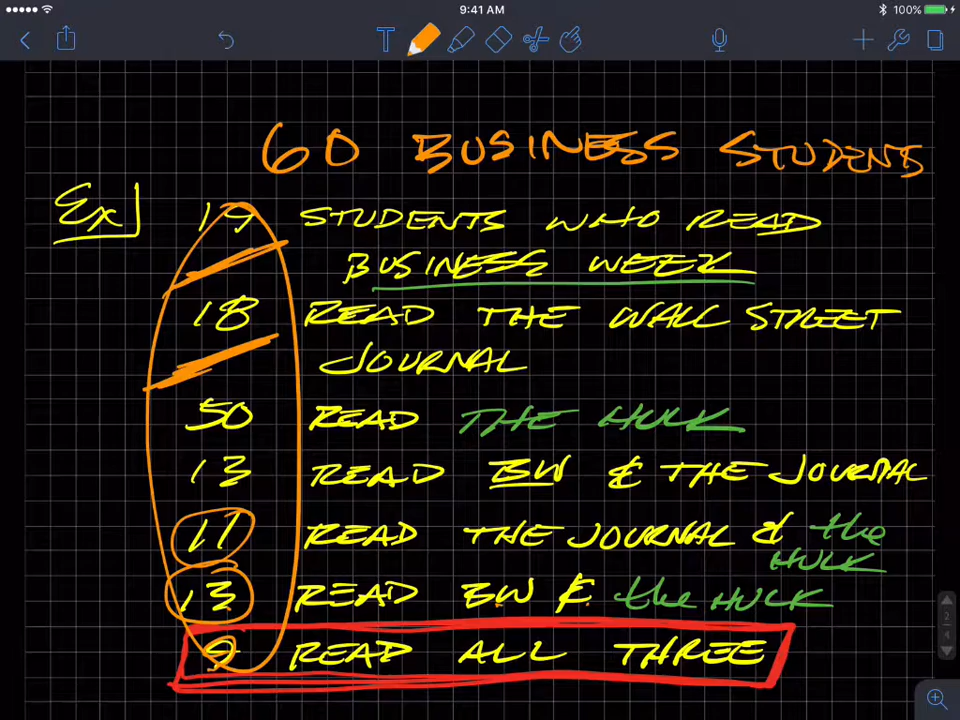 9:41 AM
100%
T
60 BUSINESS STUDENTS
Ex 19 STUDENTS WHO READ
BUSINESS WEEK
18 READ THE WALL STREET
JOURNAL
50 READ THE HULK
13 READ BW & THE JOURNAL
11 READ THE JOURNAL & the
HULK
13 READ BW & the HULK
9 READ ALL THREE
2
4